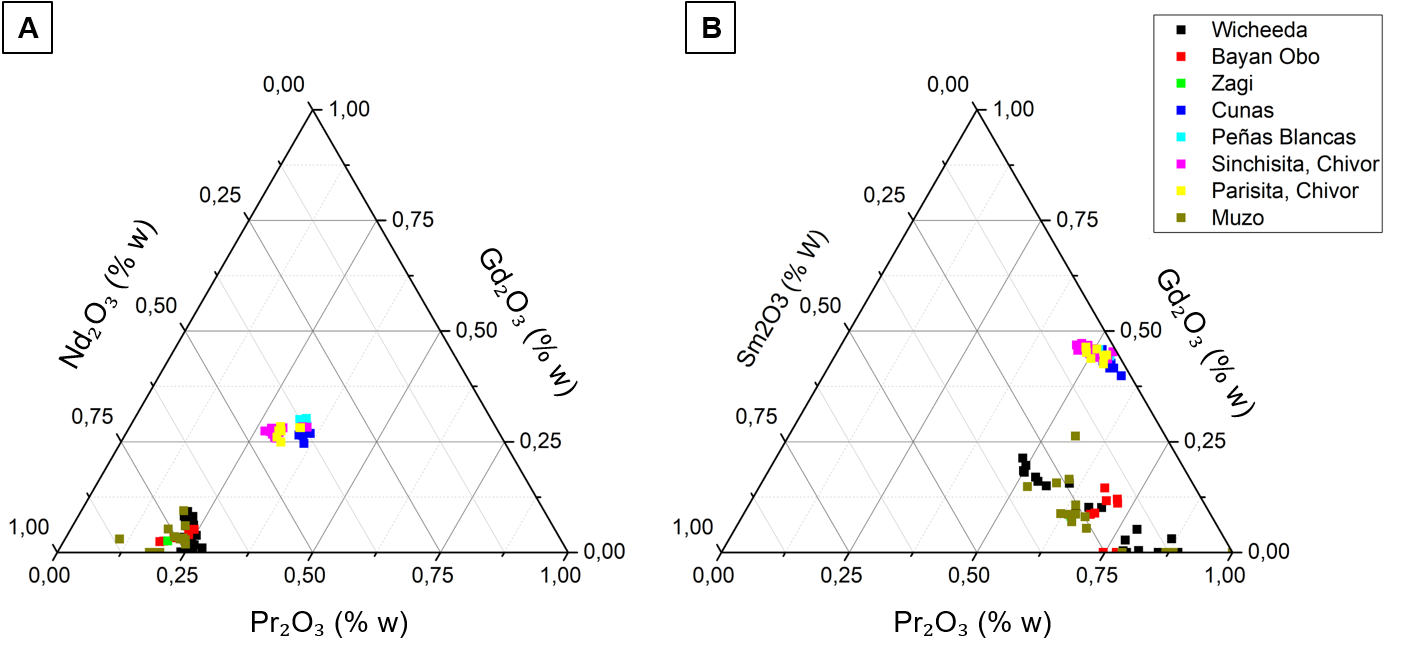 A
B
Wicheeda
Bayan Obo
Zagi
Cunas
Peñas Blancas
Sinchisita, Chivor
Parisita, Chivor
Muzo
0,00
1,00
0,25
0,75
0,50
0,50
0,75
0,25
1,00
0,00
0,00
0,25
0,50
0,75
1,00
Nd₂O₃ (% w)
Gd₂O₃ (% w)
Pr₂O₃ (% w)
0,00
1,00
0,25
0,75
0,50
0,50
0,75
0,25
1,00
0,00
0,00
0,25
0,50
0,75
1,00
Sm2O3 (% W)
Gd₂O₃ (% w)
Pr₂O₃ (% w)